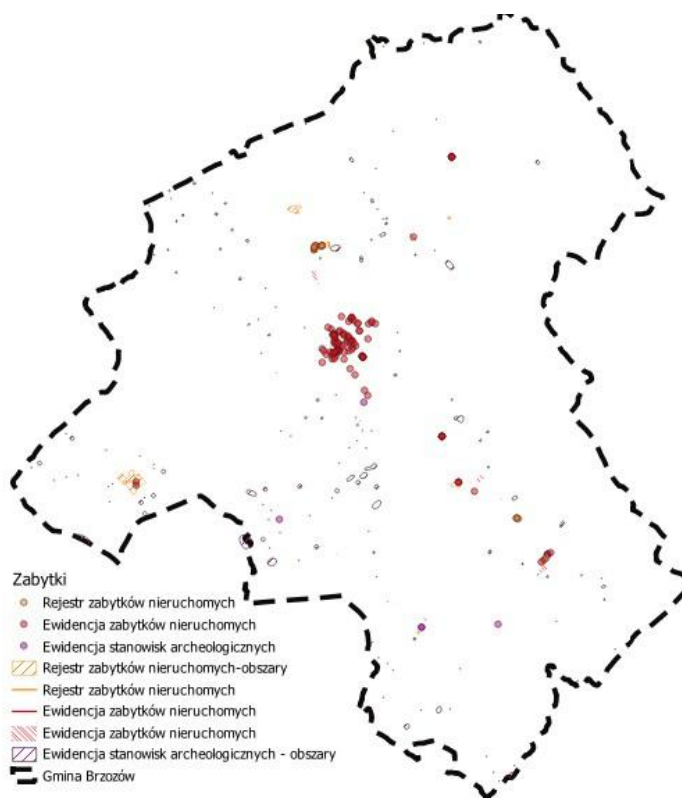 Zabytki
Rejestr zabytków nieruchomych
Ewidencja zabytków nieruchomych
Ewidencja stanowisk archeologicznych
Rejestr zabytków nieruchomych-obszary
Rejestr zabytków nieruchomych
Ewidencja zabytków nieruchomych
Ewidencja zabytków nieruchomych
Ewidencja stanowisk archeologicznych - obszary
Gmina Brzozów